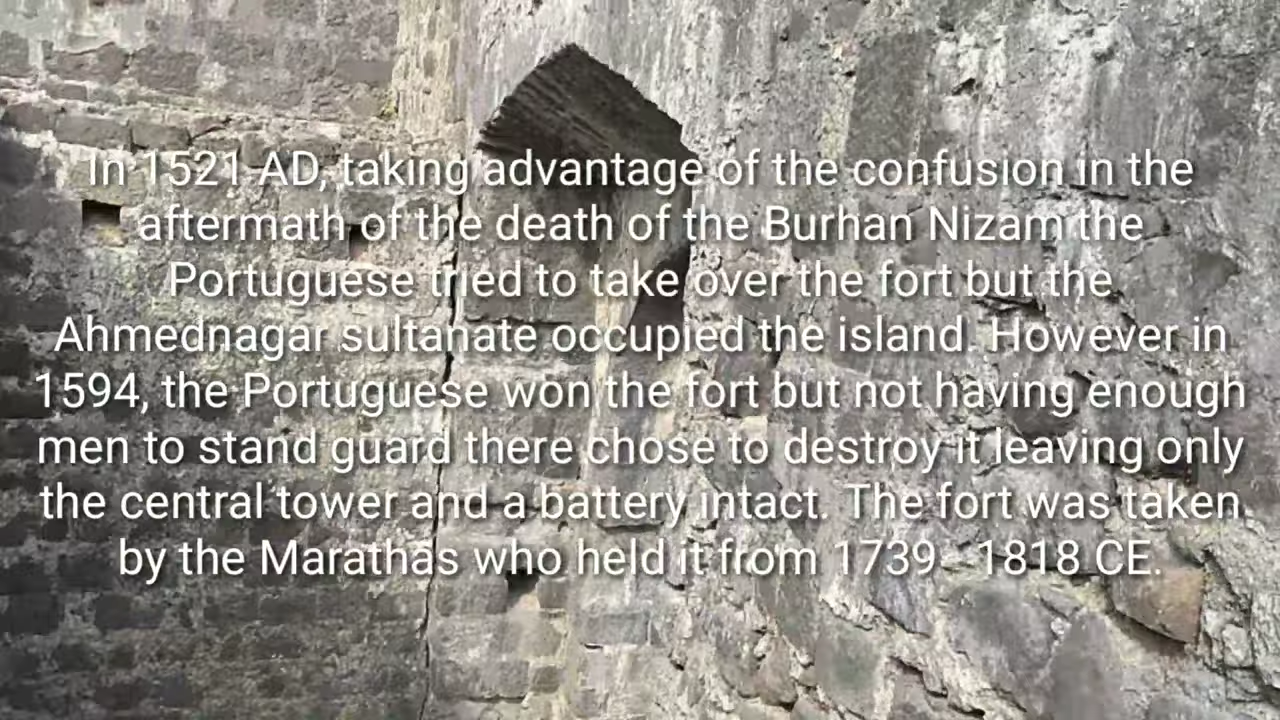 In 1521 AD, taking advantage of the confusion in the
aftermath of the death of the Burhan Nizam the
Portuguese tried to take over the fort but the
Ahmednagar sultanate occupied the island. However in
1594, the Portuguese won the fort but not having enough
men to stand guard there chose to destroy it leaving only
the central tower and a battery intact. The fort was taken
by the Marathas who held it from 1739 - 1818 CE.